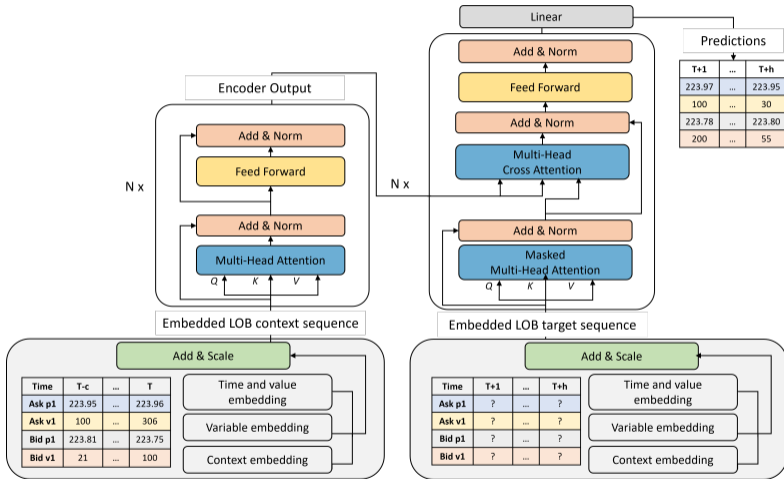 Linear
Predictions
T+1 ... T+h
223.97 ... 223.95
100 ... 30
223.78 ... 223.80
200 ... 55
Add & Norm
Feed Forward
Add & Norm
Multi-Head
Cross Attention
N x
Add & Norm
Masked
Multi-Head Attention
Q K V
Encoder Output
Add & Norm
Feed Forward
N x
Add & Norm
Multi-Head Attention
Q K V
Embedded LOB context sequence
Add & Scale
Time T-c ... T
Ask p1 223.95 ... 223.96
Ask v1 100 ... 306
Bid p1 223.81 ... 223.75
Bid v1 21 ... 100
Time and value
embedding
Variable embedding
Context embedding
Embedded LOB target sequence
Add & Scale
Time T+1 ... T+h
Ask p1 ? ... ?
Ask v1 ? ... ?
Bid p1 ? ... ?
Bid v1 ? ... ?
Time and value
embedding
Variable embedding
Context embedding